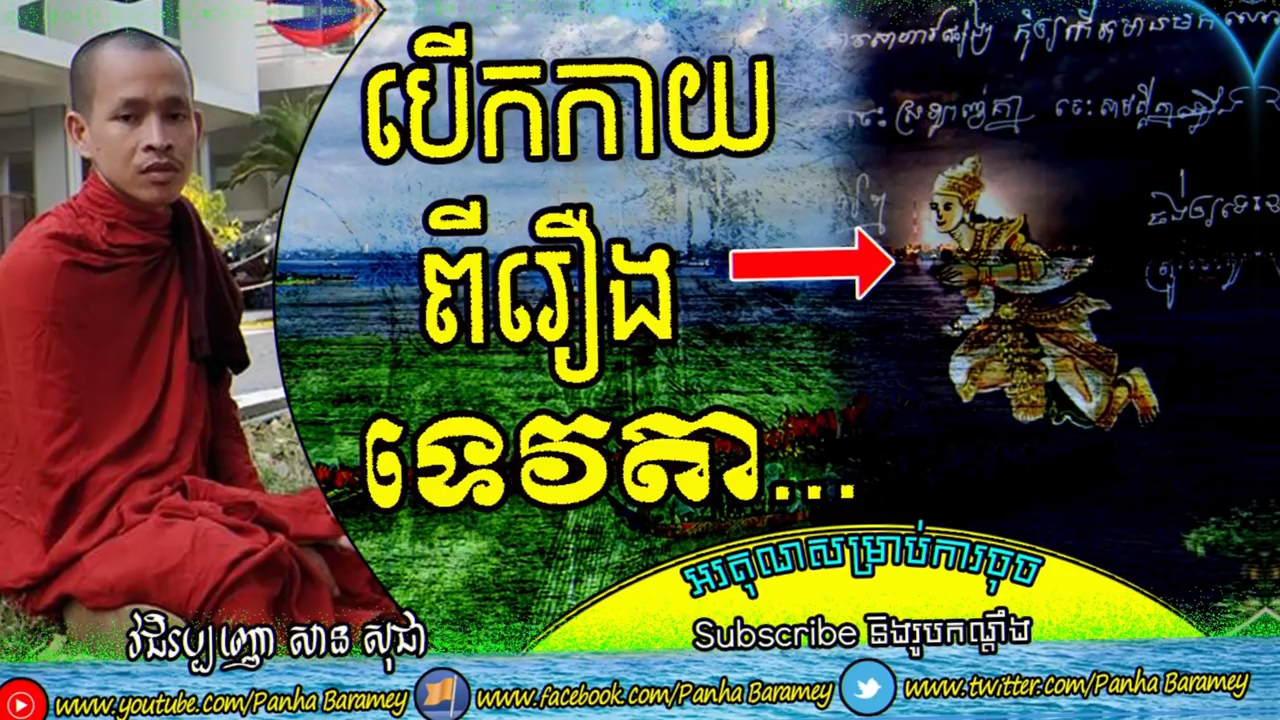 បើកកាយ
ពីរឿង
ទេវតា...
អរគុណសម្រាប់ការចុច
Subscribe និងរូបកណ្ដឹង
វជិរប្បញ្ញោ សាន សុជា
www.youtube.com/Panha Baramey
www.facebook.com/Panha Baramey
www.twitter.com/Panha Baramey